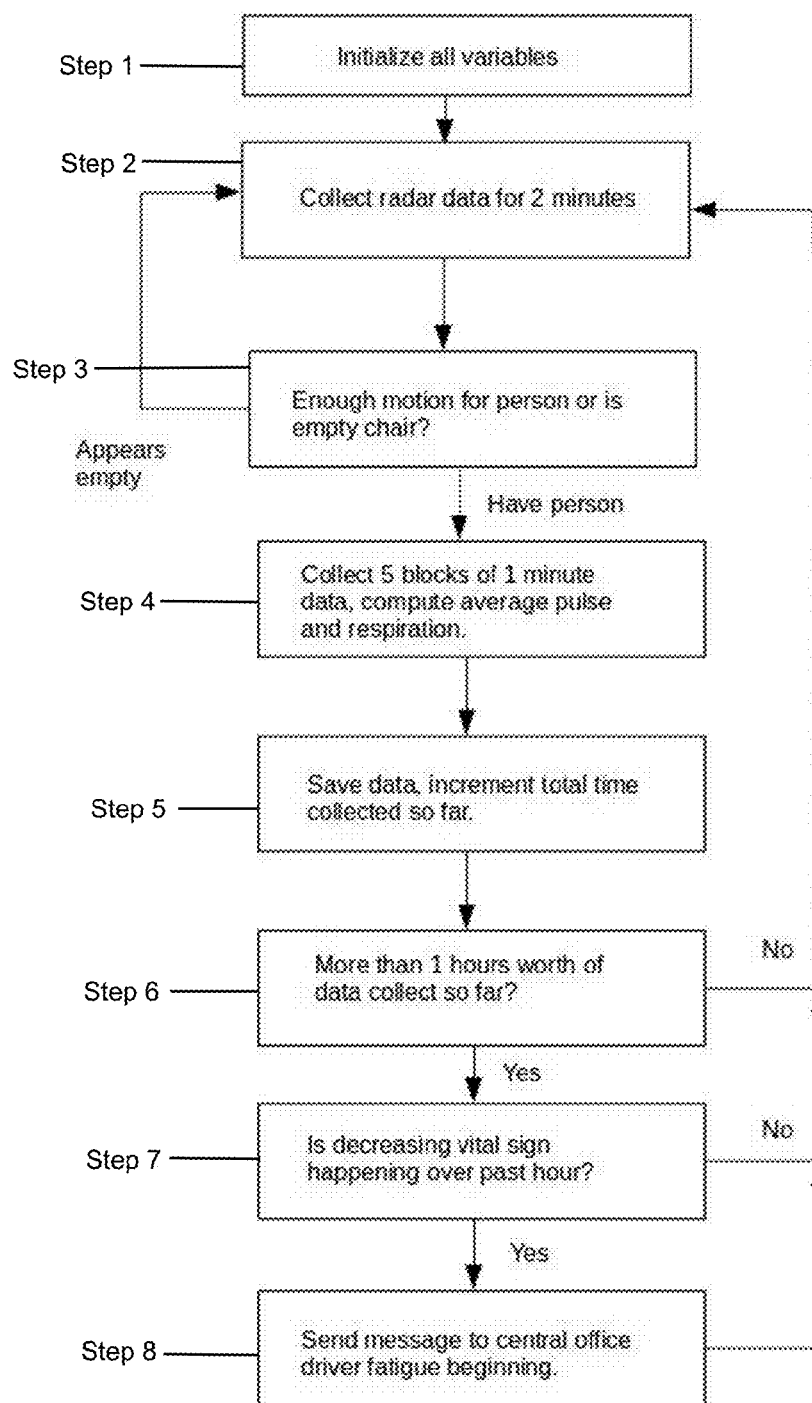 Step 1
Initialize all variables
Step 2
Collect radar data for 2 minutes
Step 3
Enough motion for person or is
empty chair?
Appears
empty
Have person
Step 4
Collect 5 blocks of 1 minute
data, compute average pulse
and respiration.
Step 5
Save data, increment total time
collected so far.
Step 6
More than 1 hours worth of
data collect so far?
No
Yes
Step 7
Is decreasing vital sign
happening over past hour?
No
Yes
Step 8
Send message to central office
driver fatigue beginning.